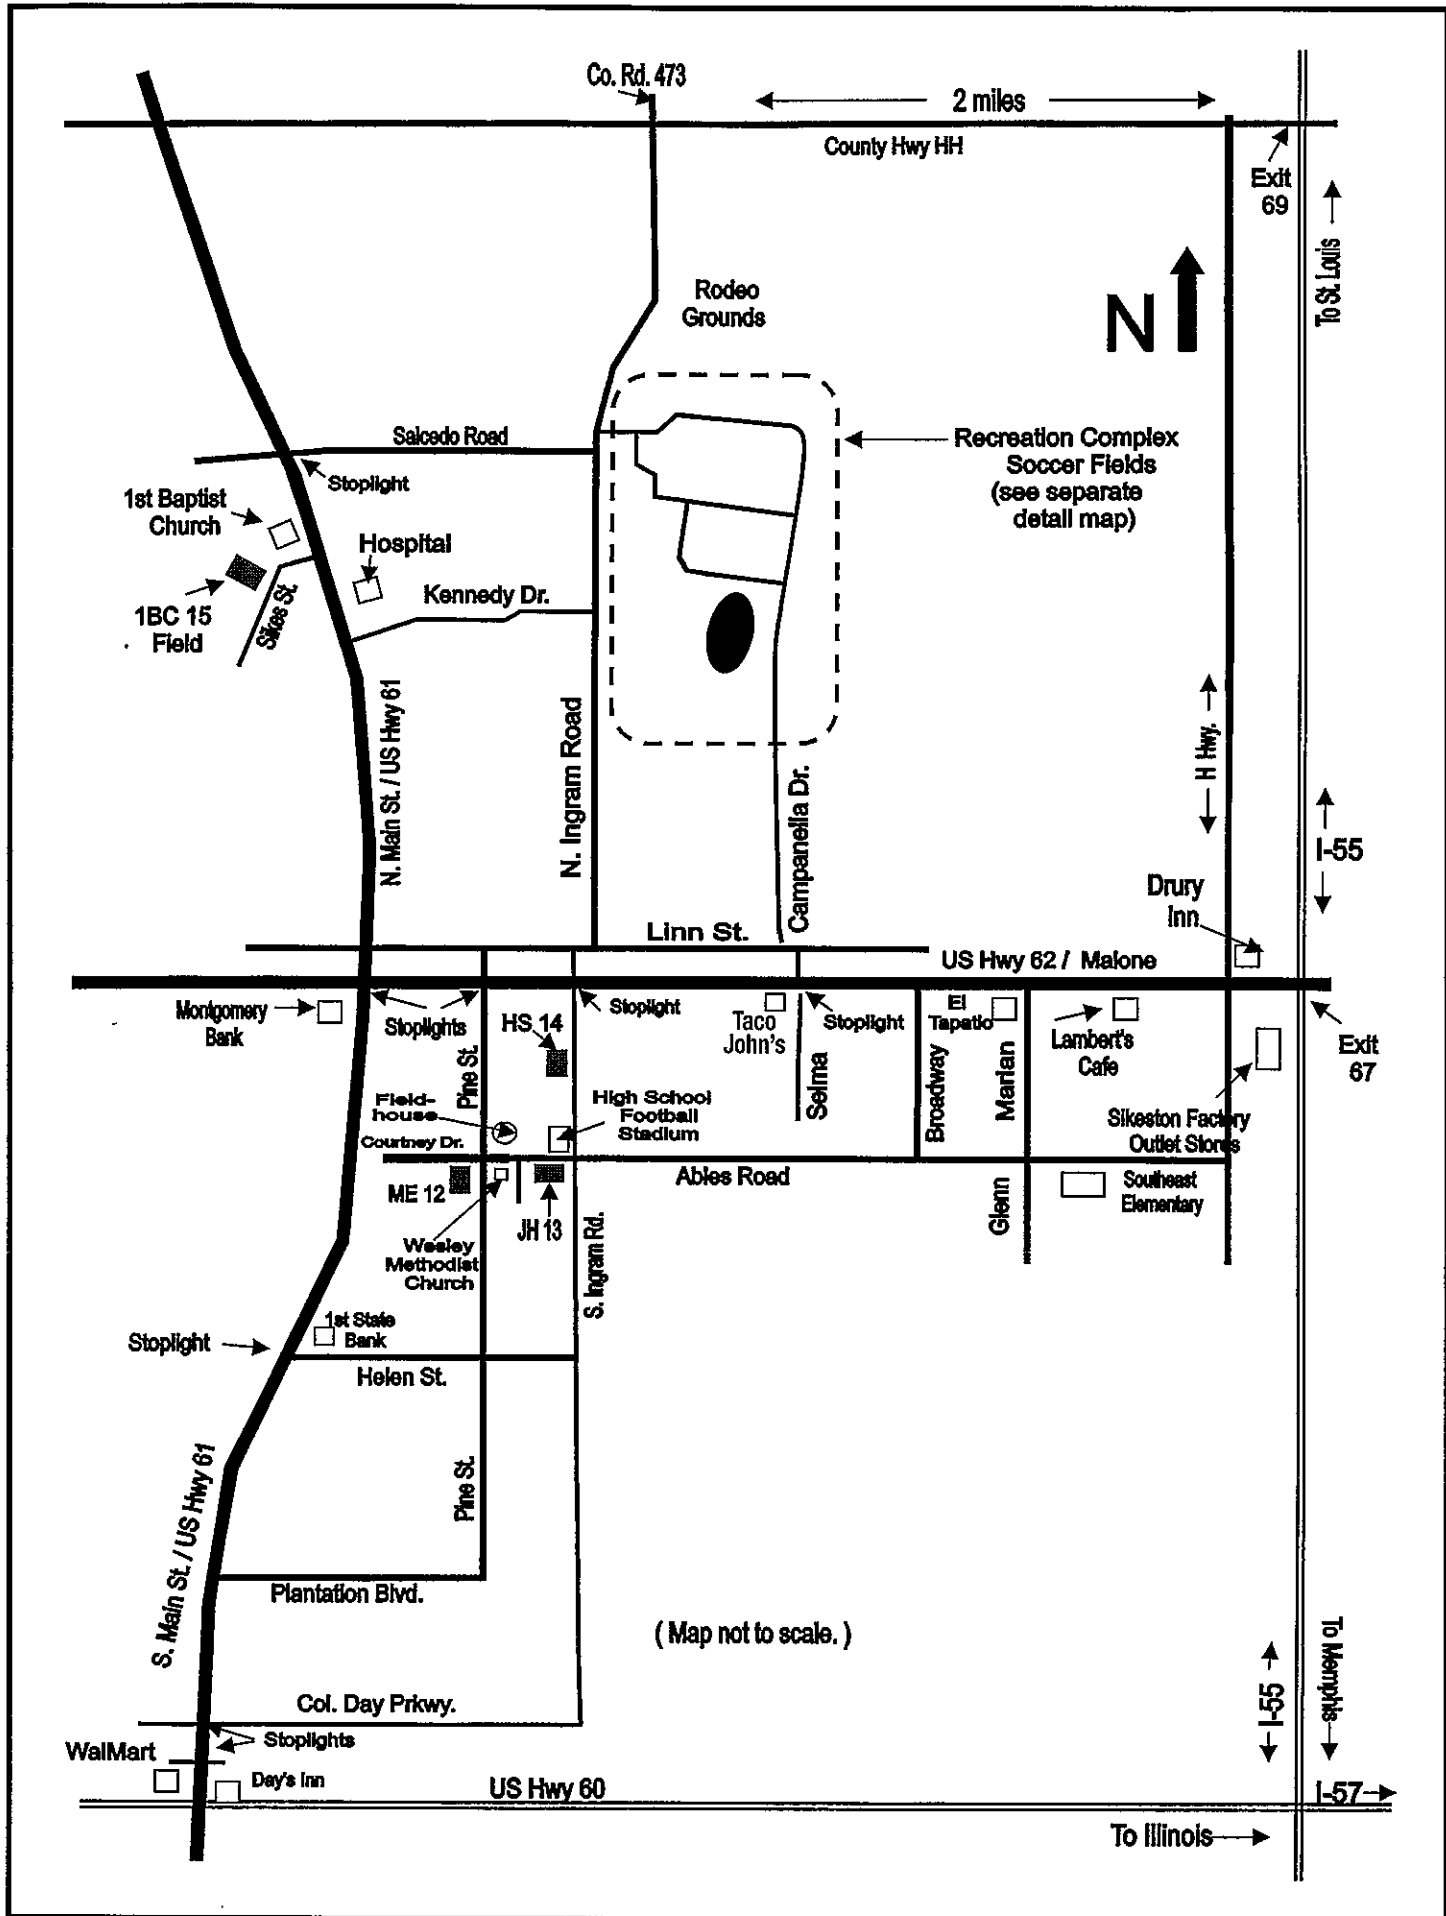 Co. Rd. 473
2 miles
County Hwy HH
Exit
69
To St. Louis
Rodeo
Grounds
N
Salcedo Road
Stoplight
Recreation Complex
Soccer Fields
(see separate
detail map)
1st Baptist
Church
Hospital
Kennedy Dr.
1BC 15
Field
Sikes St.
N. Main St. / US Hwy 61
N. Ingram Road
Campanella Dr.
H Hwy.
I-55
Drury
Inn
Linn St.
US Hwy 62 / Malone
Montgomery
Bank
Stoplights
HS 14
Stoplight
Taco
John's
Stoplight
El
Tapatio
Lambert's
Cafe
Exit
67
Pine St.
Selma
Broadway
Marian
Sikeston Factory
Outlet Stores
Field-
house
High School
Football
Stadium
Courtney Dr.
Ables Road
ME 12
JH 13
Glenn
Southeast
Elementary
Wesley
Methodist
Church
S. Ingram Rd.
1st State
Bank
Stoplight
Helen St.
Pine St.
S. Main St. / US Hwy 61
Plantation Blvd.
( Map not to scale. )
To Memphis
I-55
Col. Day Prkwy.
Stoplights
WalMart
Day's Inn
US Hwy 60
I-57
To Illinois